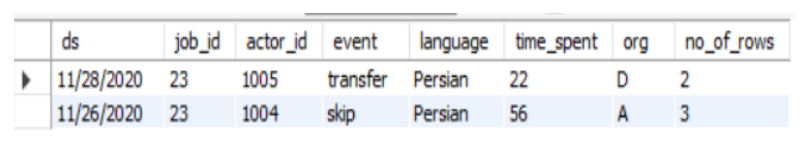 ds job_id actor_id event language time_spent org no_of_rows
11/28/2020 23 1005 transfer Persian 22 D 2
11/26/2020 23 1004 skip Persian 56 A 3